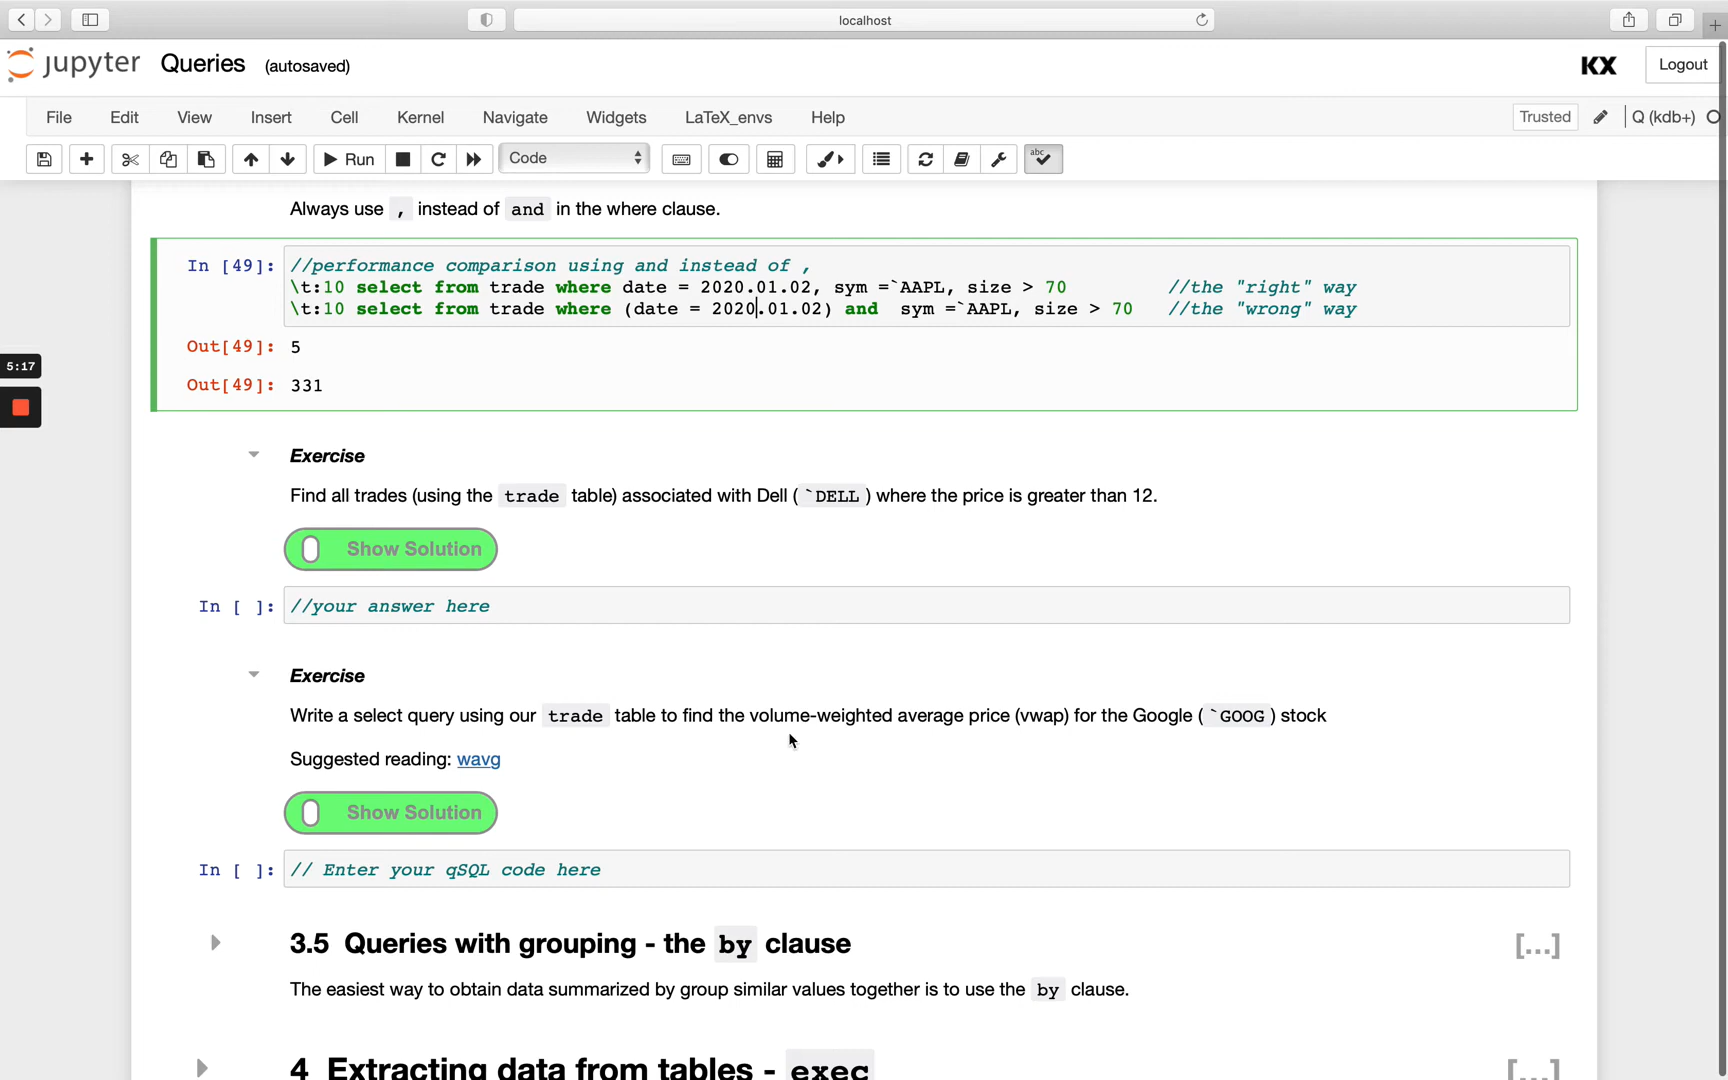 localhost
jupyter Queries (autosaved)
KX
Logout
File Edit View Insert Cell Kernel Navigate Widgets LaTeX_envs Help
Trusted Q (kdb+)
Run Code abc
Always use , instead of and in the where clause.
In [49]: //performance comparison using and instead of ,
\t:10 select from trade where date = 2020.01.02, sym =`AAPL, size > 70 //the "right" way
\t:10 select from trade where (date = 2020.01.02) and sym =`AAPL, size > 70 //the "wrong" way
Out[49]: 5
5:17
Out[49]: 331
Exercise
Find all trades (using the trade table) associated with Dell ( `DELL ) where the price is greater than 12.
Show Solution
In [ ]: //your answer here
Exercise
Write a select query using our trade table to find the volume-weighted average price (vwap) for the Google ( `GOOG ) stock
Suggested reading: wavg
Show Solution
In [ ]: // Enter your qSQL code here
3.5 Queries with grouping - the by clause
[...]
The easiest way to obtain data summarized by group similar values together is to use the by clause.
4 Extracting data from tables - exec
[...]